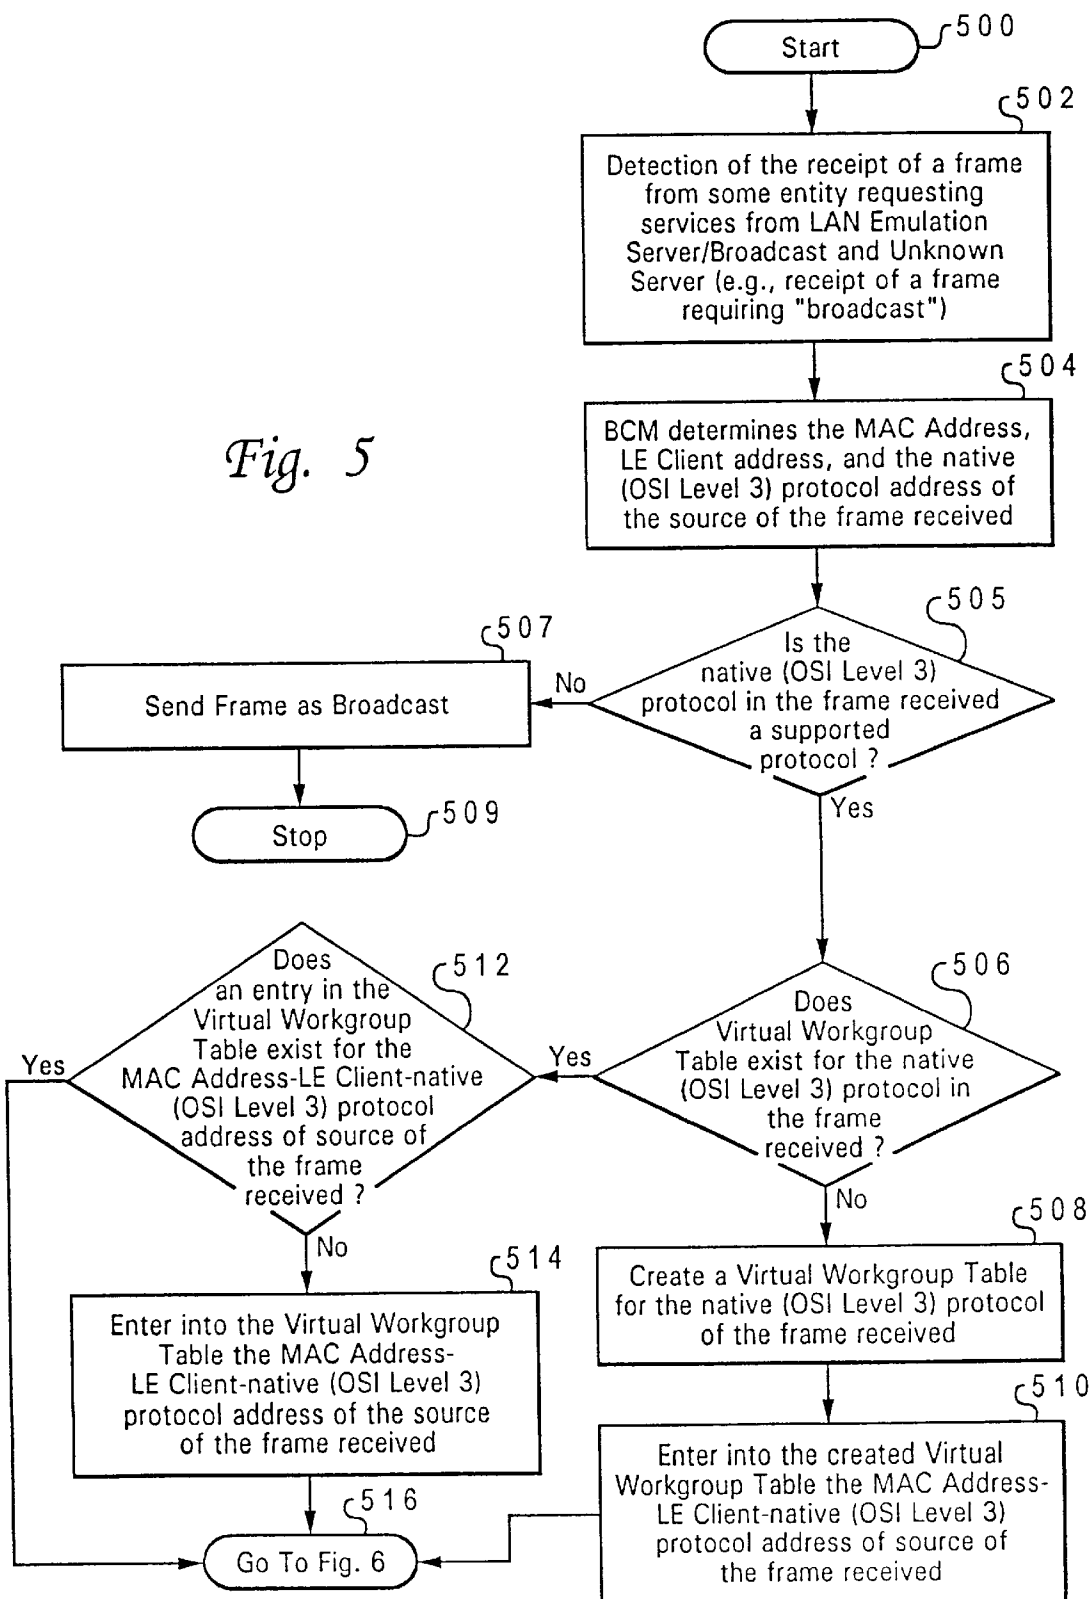 Start
500
502
Detection of the receipt of a frame
from some entity requesting
services from LAN Emulation
Server/Broadcast and Unknown
Server (e.g., receipt of a frame
requiring "broadcast")
504
BCM determines the MAC Address,
LE Client address, and the native
(OSI Level 3) protocol address of
the source of the frame received
Fig. 5
505
Is the
native (OSI Level 3)
protocol in the frame received
a supported
protocol ?
No
Yes
507
Send Frame as Broadcast
Stop
509
506
Does
Virtual Workgroup
Table exist for the native
(OSI Level 3) protocol in
the frame
received ?
Yes
No
512
Does
an entry in the
Virtual Workgroup
Table exist for the
MAC Address-LE Client-native
(OSI Level 3) protocol
address of source of
the frame
received ?
Yes
No
508
Create a Virtual Workgroup Table
for the native (OSI Level 3) protocol
of the frame received
514
Enter into the Virtual Workgroup
Table the MAC Address-
LE Client-native (OSI Level 3)
protocol address of the source
of the frame received
510
Enter into the created Virtual
Workgroup Table the MAC Address-
LE Client-native (OSI Level 3)
protocol address of source of
the frame received
516
Go To Fig. 6